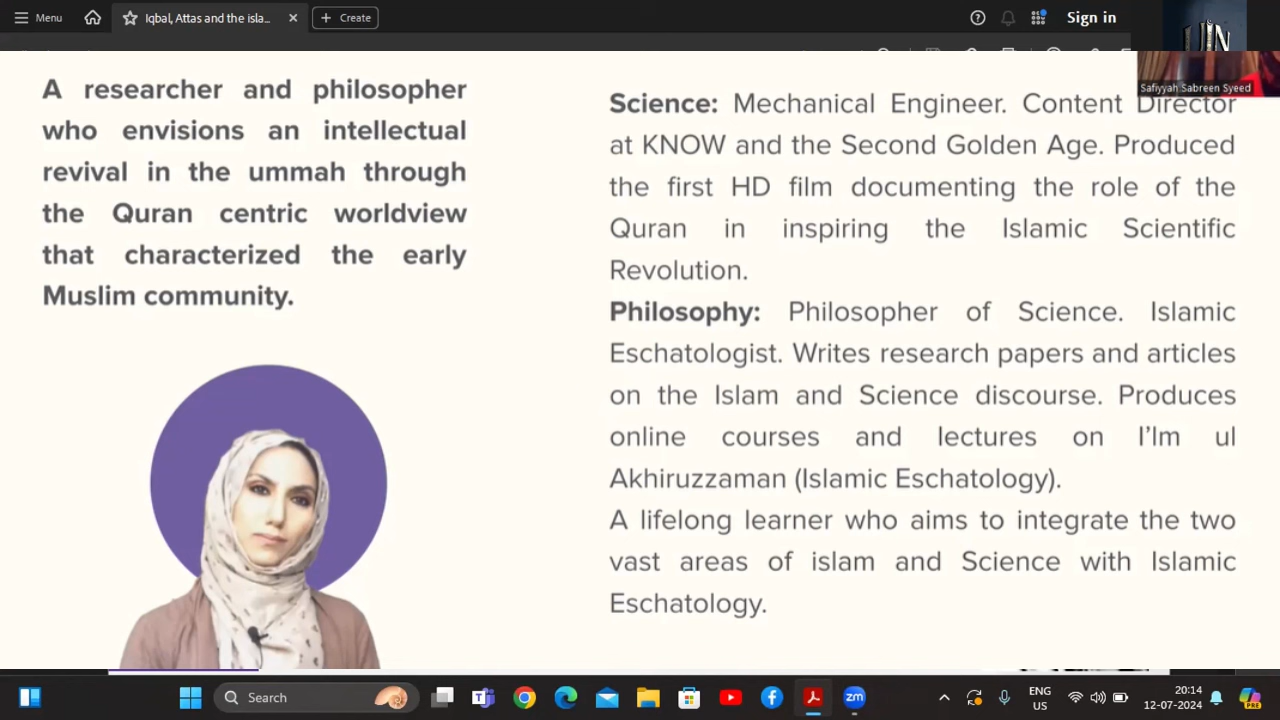 Menu
Iqbal, Attas and the isla...
Create
Sign in
Safiyyah Sabreen Syeed
A researcher and philosopher
who envisions an intellectual
revival in the ummah through
the Quran centric worldview
that characterized the early
Muslim community.
Science: Mechanical Engineer. Content Director
at KNOW and the Second Golden Age. Produced
the first HD film documenting the role of the
Quran in inspiring the Islamic Scientific
Revolution.
Philosophy: Philosopher of Science. Islamic
Eschatologist. Writes research papers and articles
on the Islam and Science discourse. Produces
online courses and lectures on I’lm ul
Akhiruzzaman (Islamic Eschatology).
A lifelong learner who aims to integrate the two
vast areas of islam and Science with Islamic
Eschatology.
Search
zm
ENG
US
20:14
12-07-2024
PRE